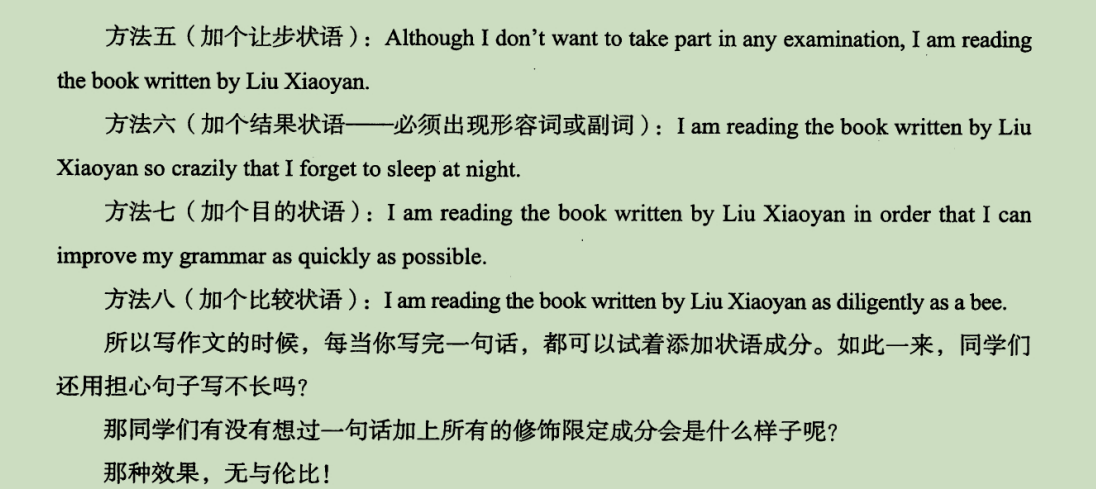 方法五（加个让步状语）：Although I don't want to take part in any examination, I am reading
the book written by Liu Xiaoyan.
方法六（加个结果状语——必须出现形容词或副词）：I am reading the book written by Liu
Xiaoyan so crazily that I forget to sleep at night.
方法七（加个目的状语）：I am reading the book written by Liu Xiaoyan in order that I can
improve my grammar as quickly as possible.
方法八（加个比较状语）：I am reading the book written by Liu Xiaoyan as diligently as a bee.
所以写作文的时候，每当你写完一句话，都可以试着添加状语成分。如此一来，同学们
还用担心句子写不长吗？
那同学们有没有想过一句话加上所有的修饰限定成分会是什么样子呢？
那种效果，无与伦比！